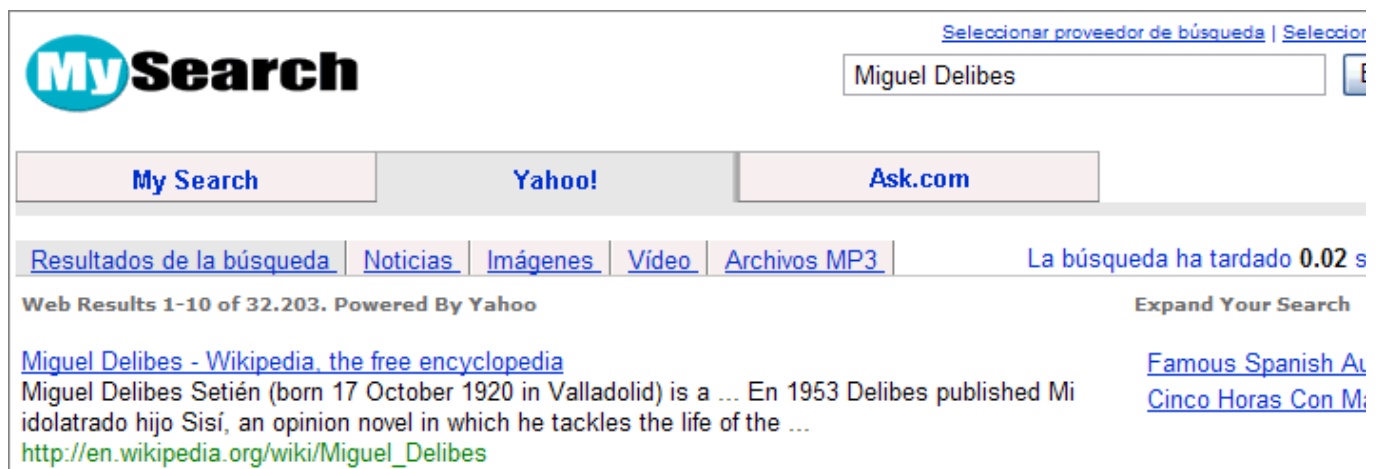 Seleccionar proveedor de búsqueda | Seleccior
MySearch
Miguel Delibes
My Search Yahoo! Ask.com
Resultados de la búsqueda Noticias Imágenes Vídeo Archivos MP3 La búsqueda ha tardado 0.02 s
Web Results 1-10 of 32.203. Powered By Yahoo
Expand Your Search
Miguel Delibes - Wikipedia, the free encyclopedia
Miguel Delibes Setién (born 17 October 1920 in Valladolid) is a ... En 1953 Delibes published Mi
idolatrado hijo Sisí, an opinion novel in which he tackles the life of the ...
http://en.wikipedia.org/wiki/Miguel_Delibes
Famous Spanish Au
Cinco Horas Con Ma